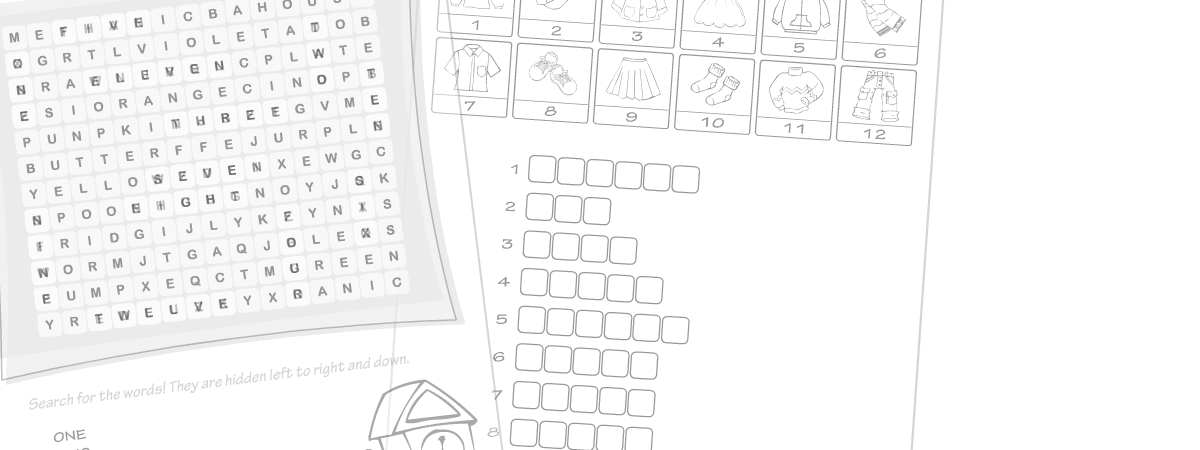 M E F I V E I C B A H O U S
O G R T L V I O L E T A T O B
N R A E L E V E N C P L W T E
E S I O R A N G E C I N O P T
P U N P K I T H R E E G V M E
B U T T E R F F E J U R P L N
Y E L L O S E V E N X E W G C
N P O O E I G H T N O Y J S K
F R I D G I J L Y K F Y N I S
N O R M J T G A Q J O L E X S
E U M P X E Q C T M U R E E N
Y R T W E L V E Y X R A N I C
Search for the words! They are hidden left to right and down.
ONE
1 2 3 4 5 6
7 8 9 10 11 12
1
2
3
4
5
6
7
8